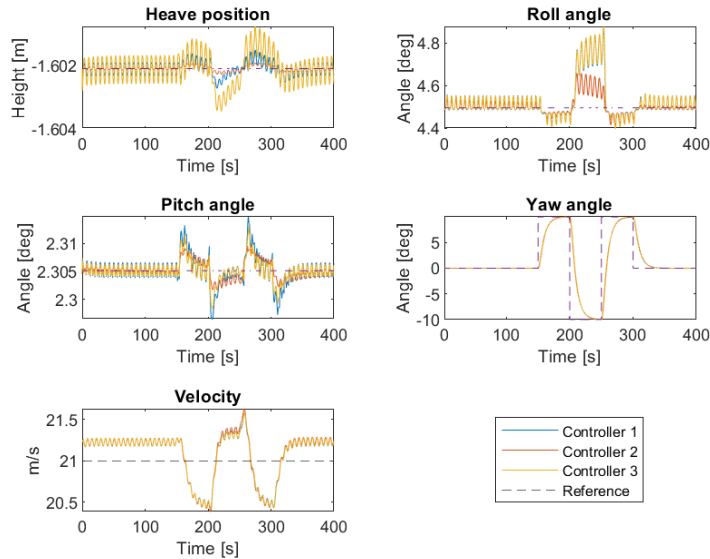 Heave position
Height [m]
-1.602
-1.604
0 100 200 300 400
Time [s]
Roll angle
Angle [deg]
4.8
4.6
4.4
0 100 200 300 400
Time [s]
Pitch angle
Angle [deg]
2.31
2.305
2.3
0 100 200 300 400
Time [s]
Yaw angle
Angle [deg]
5
0
-5
-10
0 100 200 300 400
Time [s]
Velocity
m/s
21.5
21
20.5
0 100 200 300 400
Time [s]
Controller 1
Controller 2
Controller 3
Reference